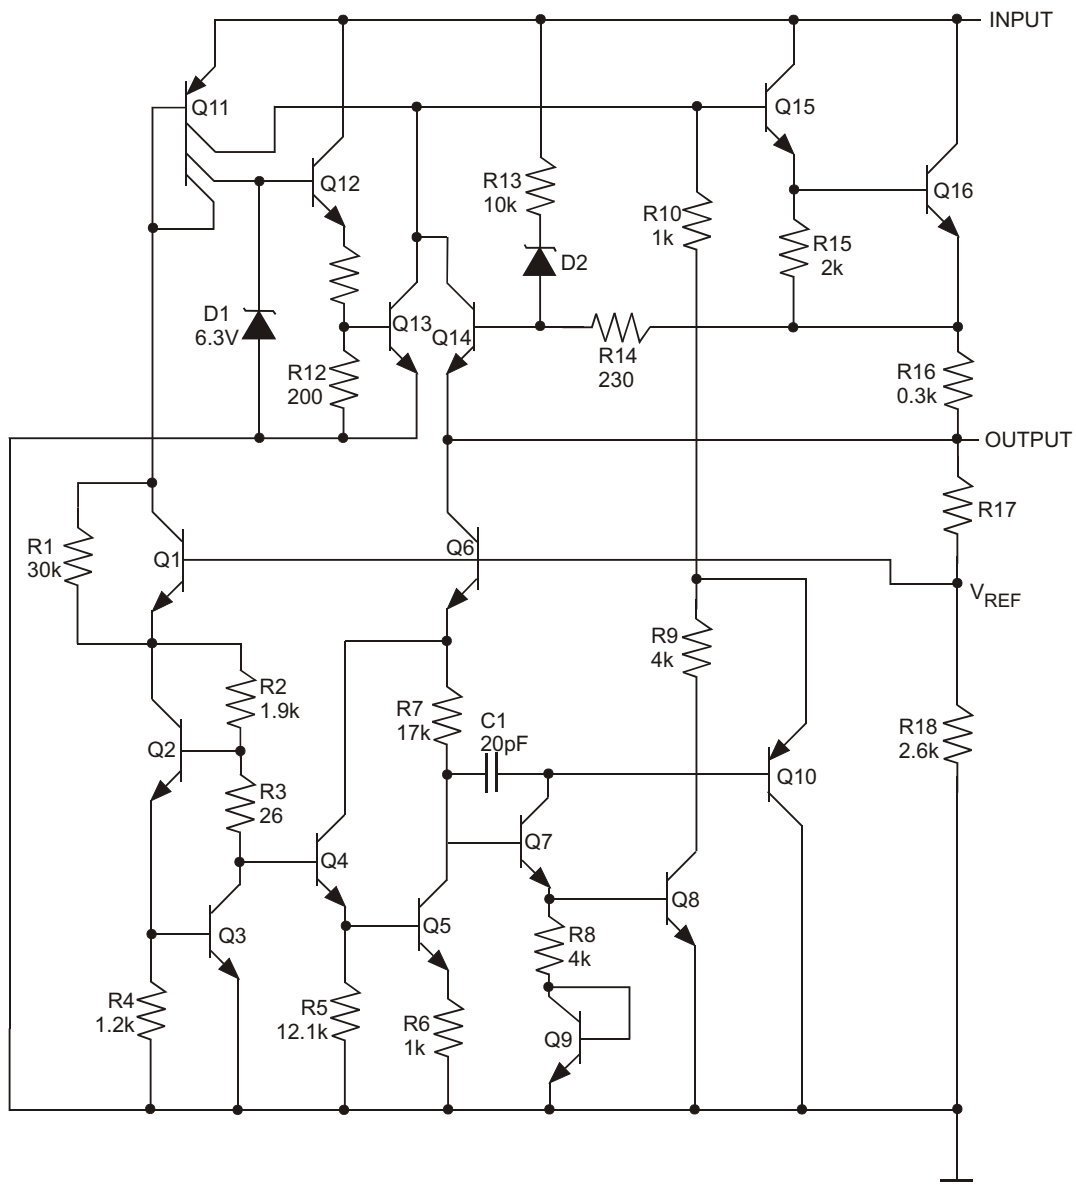 INPUT
Q11
Q15
Q12
R13
10k
Q16
R10
1k
R15
2k
D2
D1
6.3V
Q13
Q14
R14
230
R12
200
R16
0.3k
OUTPUT
R17
R1
30k
Q1
Q6
VREF
R9
4k
R2
1.9k
R7
17k
C1
20pF
R18
2.6k
Q2
Q10
R3
26
Q7
Q4
Q8
Q5
Q3
R8
4k
R4
1.2k
R5
12.1k
R6
1k
Q9